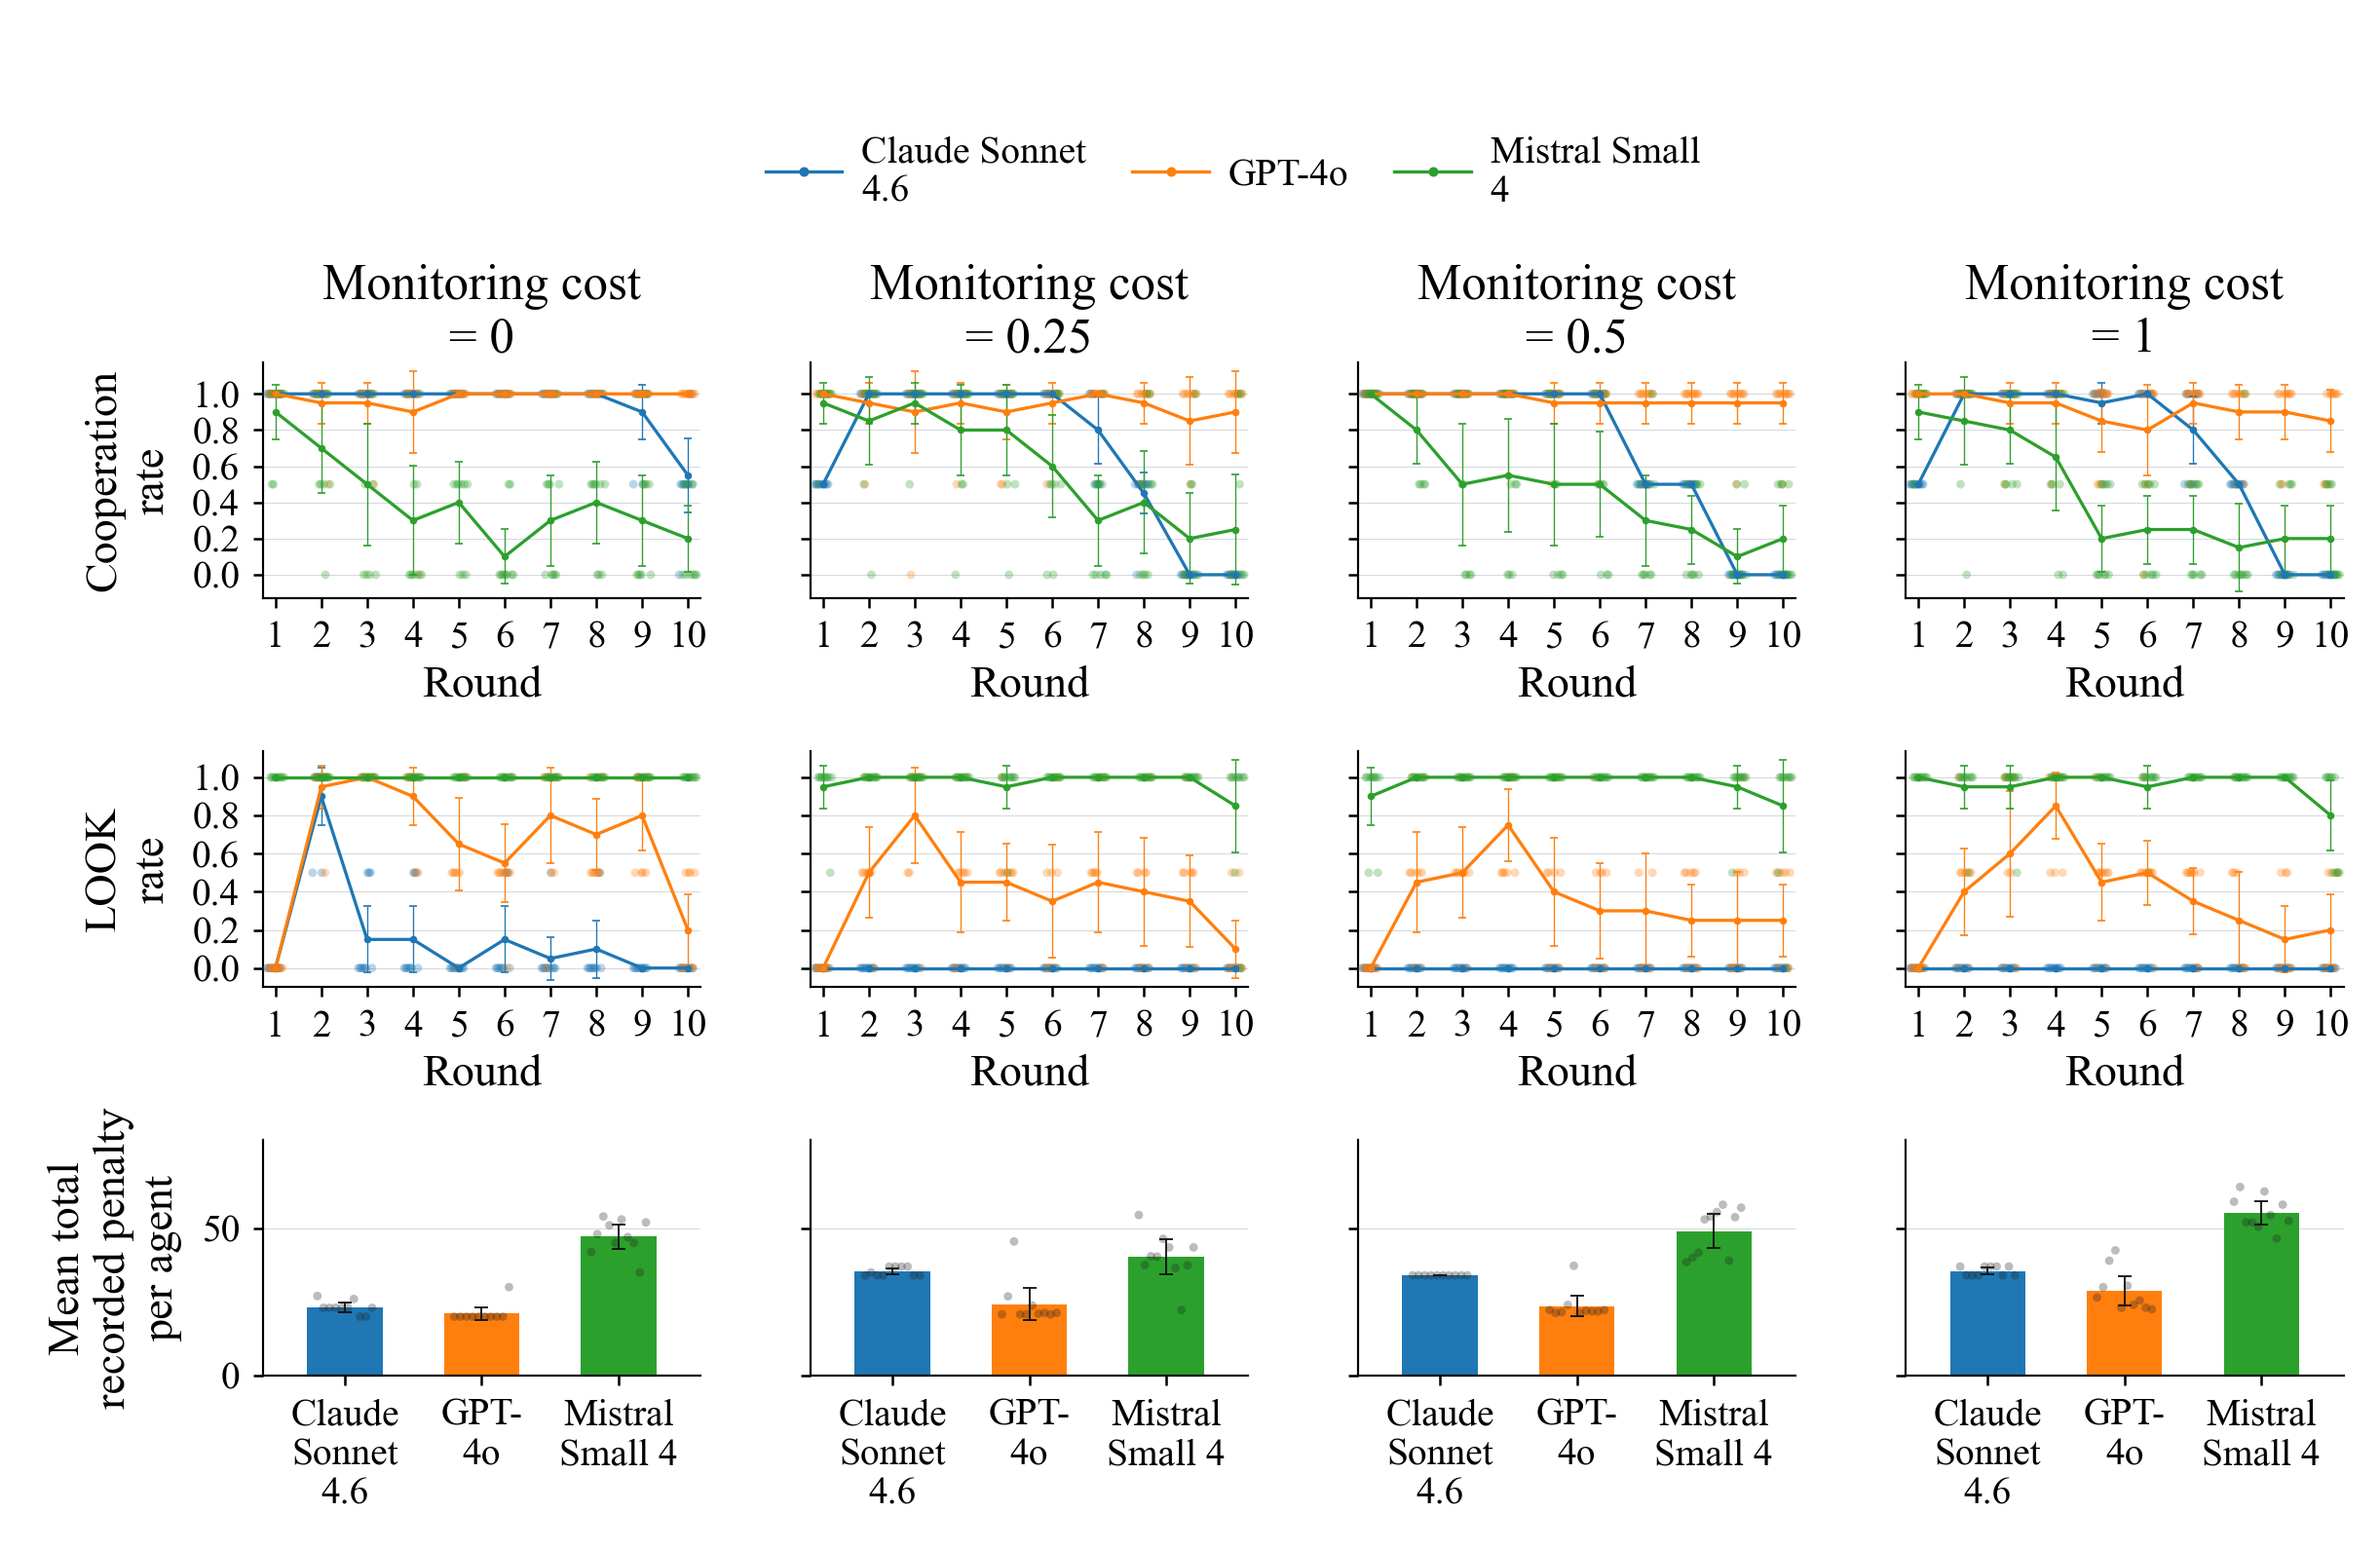 Claude Sonnet
4.6
GPT-4o
Mistral Small
4
Monitoring cost
= 0
Monitoring cost
= 0.25
Monitoring cost
= 0.5
Monitoring cost
= 1
Cooperation
rate
1.0
0.8
0.6
0.4
0.2
0.0
1 2 3 4 5 6 7 8 9 10
1 2 3 4 5 6 7 8 9 10
1 2 3 4 5 6 7 8 9 10
1 2 3 4 5 6 7 8 9 10
Round
Round
Round
Round
LOOK
rate
1.0
0.8
0.6
0.4
0.2
0.0
1 2 3 4 5 6 7 8 9 10
1 2 3 4 5 6 7 8 9 10
1 2 3 4 5 6 7 8 9 10
1 2 3 4 5 6 7 8 9 10
Round
Round
Round
Round
Mean total
recorded penalty
per agent
50
0
Claude
Sonnet
4.6
GPT-
4o
Mistral
Small 4
Claude
Sonnet
4.6
GPT-
4o
Mistral
Small 4
Claude
Sonnet
4.6
GPT-
4o
Mistral
Small 4
Claude
Sonnet
4.6
GPT-
4o
Mistral
Small 4